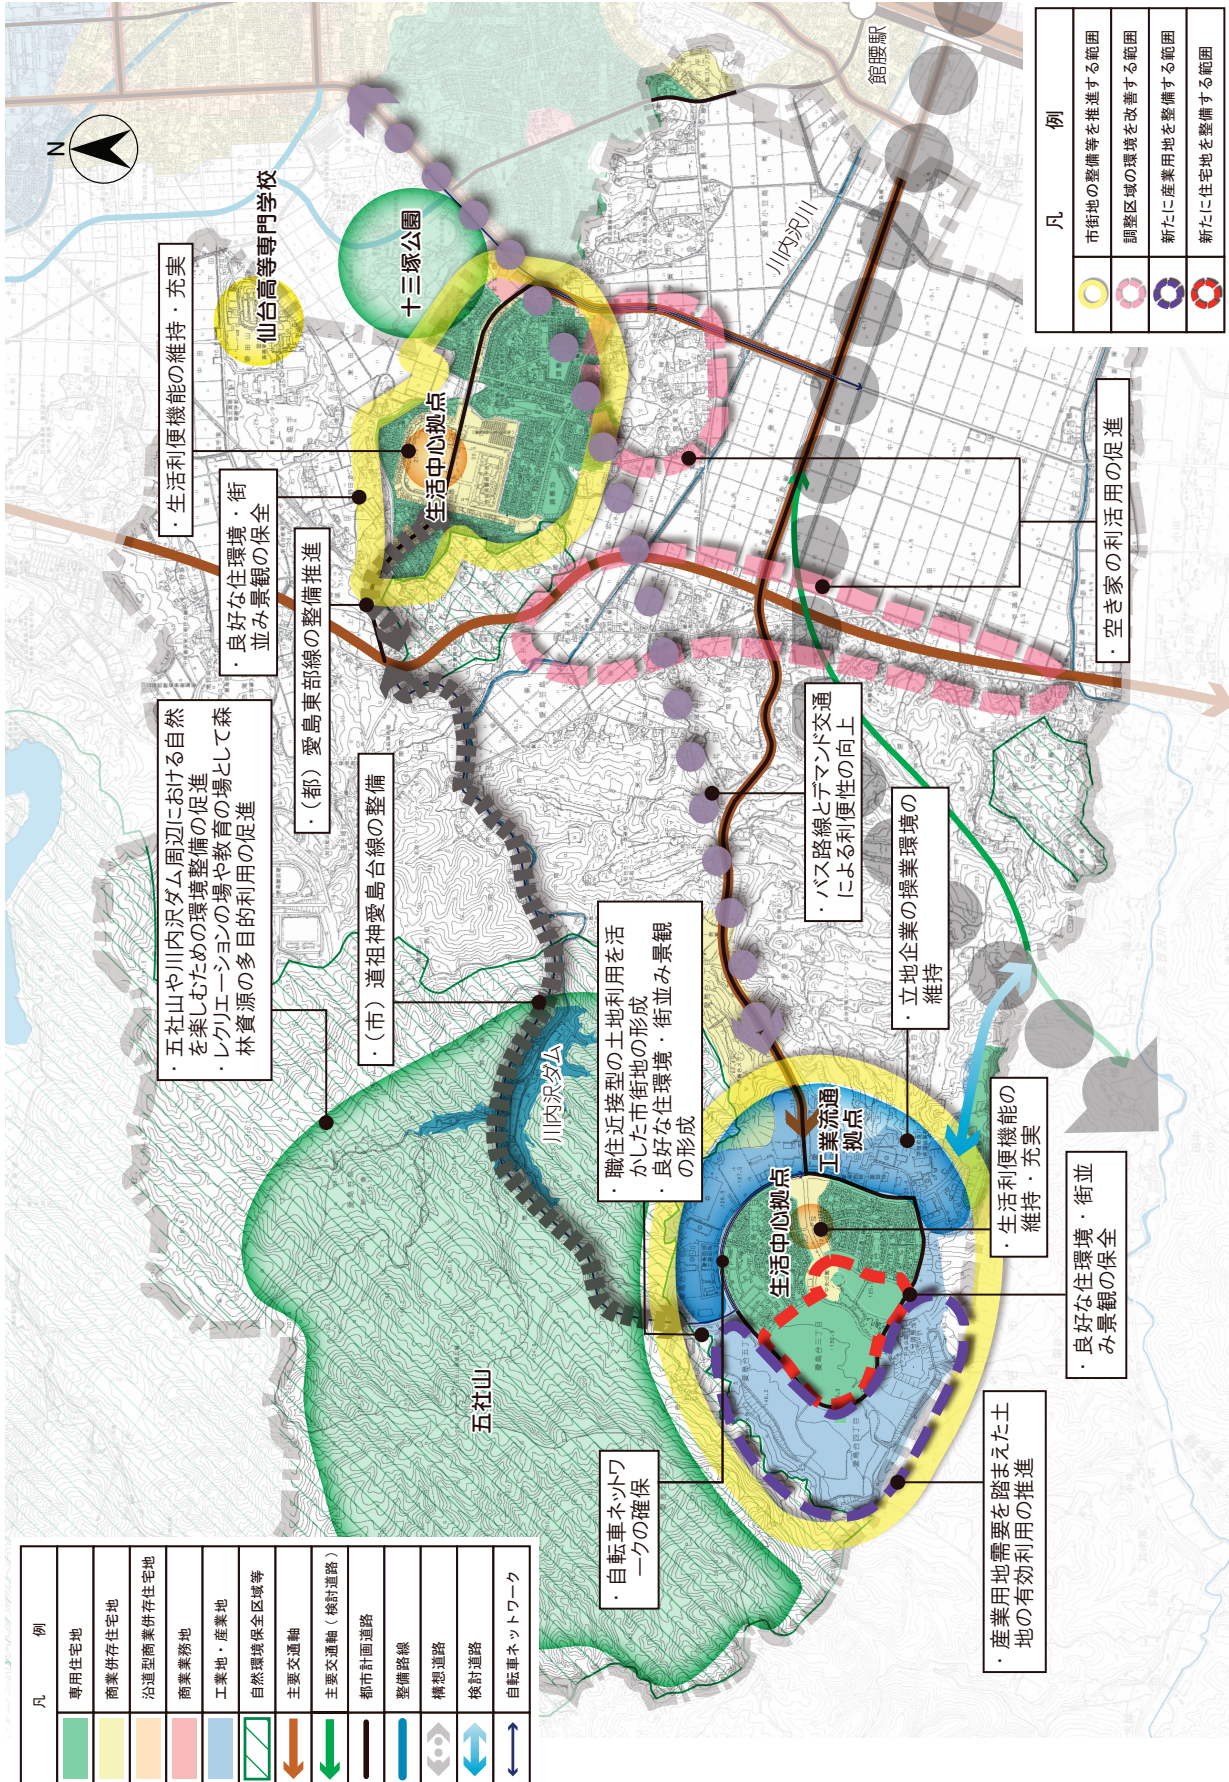 凡　例
専用住宅地
商業併存住宅地
沿道型商業併存住宅地
商業業務地
工業地・産業地
自然環境保全区域等
主要交通軸
主要交通軸（検討道路）
都市計画道路
整備路線
構想道路
検討道路
自転車ネットワーク
・五社山や川内沢ダム周辺における自然
を楽しむための環境整備の促進
・レクリエーションの場や教育の場として森
林資源の多目的利用の促進
・（都）愛島東部線の整備推進
・良好な住環境・街
並み景観の保全
・生活利便機能の維持・充実
・（市）道祖神愛島台線の整備
N
仙台高等専門学校
十三塚公園
生活中心拠点
館腰駅
川内沢川
川内沢ダム
五社山
・自転車ネットワ
ークの確保
・職住近接型の土地利用を活
かした市街地の形成
・良好な住環境・街並み景観
の形成
生活中心拠点
工業流通
拠点
愛島台五丁目
愛島台三丁目
愛島台四丁目
・バス路線とデマンド交通
による利便性の向上
・立地企業の操業環境の
維持
・生活利便機能の
維持・充実
・良好な住環境・街並
み景観の保全
・産業用地需要を踏まえた土
地の有効利用の推進
・空き家の利活用の促進
凡　例
市街地の整備等を推進する範囲
調整区域の環境を改善する範囲
新たに産業用地を整備する範囲
新たに住宅地を整備する範囲